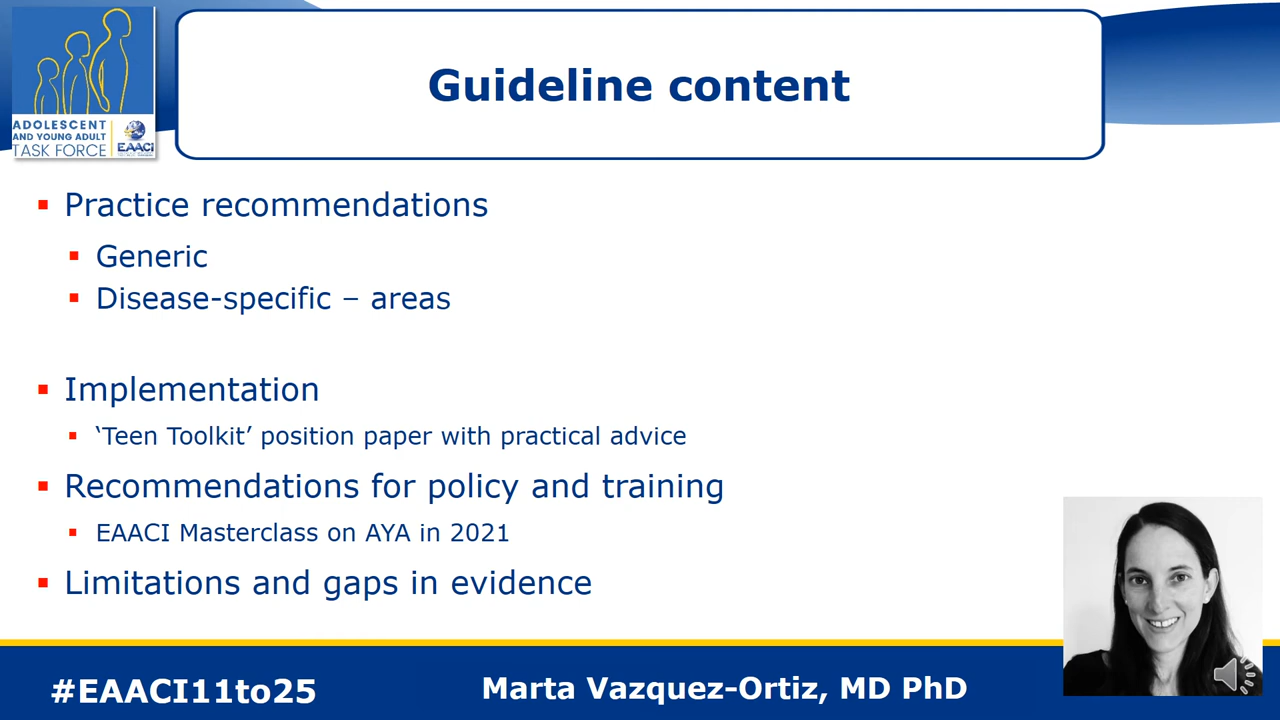 ADOLESCENT
AND YOUNG ADULT
TASK FORCE
EAACI
Guideline content
Practice recommendations
Generic
Disease-specific – areas
Implementation
‘Teen Toolkit’ position paper with practical advice
Recommendations for policy and training
EAACI Masterclass on AYA in 2021
Limitations and gaps in evidence
#EAACI11to25
Marta Vazquez-Ortiz, MD PhD